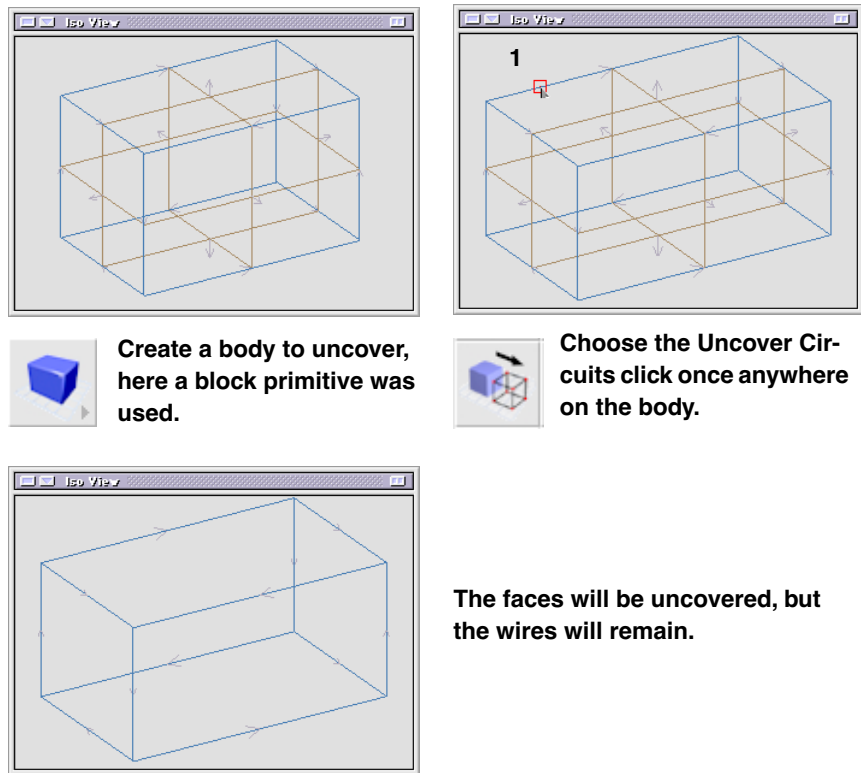 Iso View
Iso View
1
Create a body to uncover,
here a block primitive was
used.
Choose the Uncover Cir-
cuits click once anywhere
on the body.
Iso View
The faces will be uncovered, but
the wires will remain.